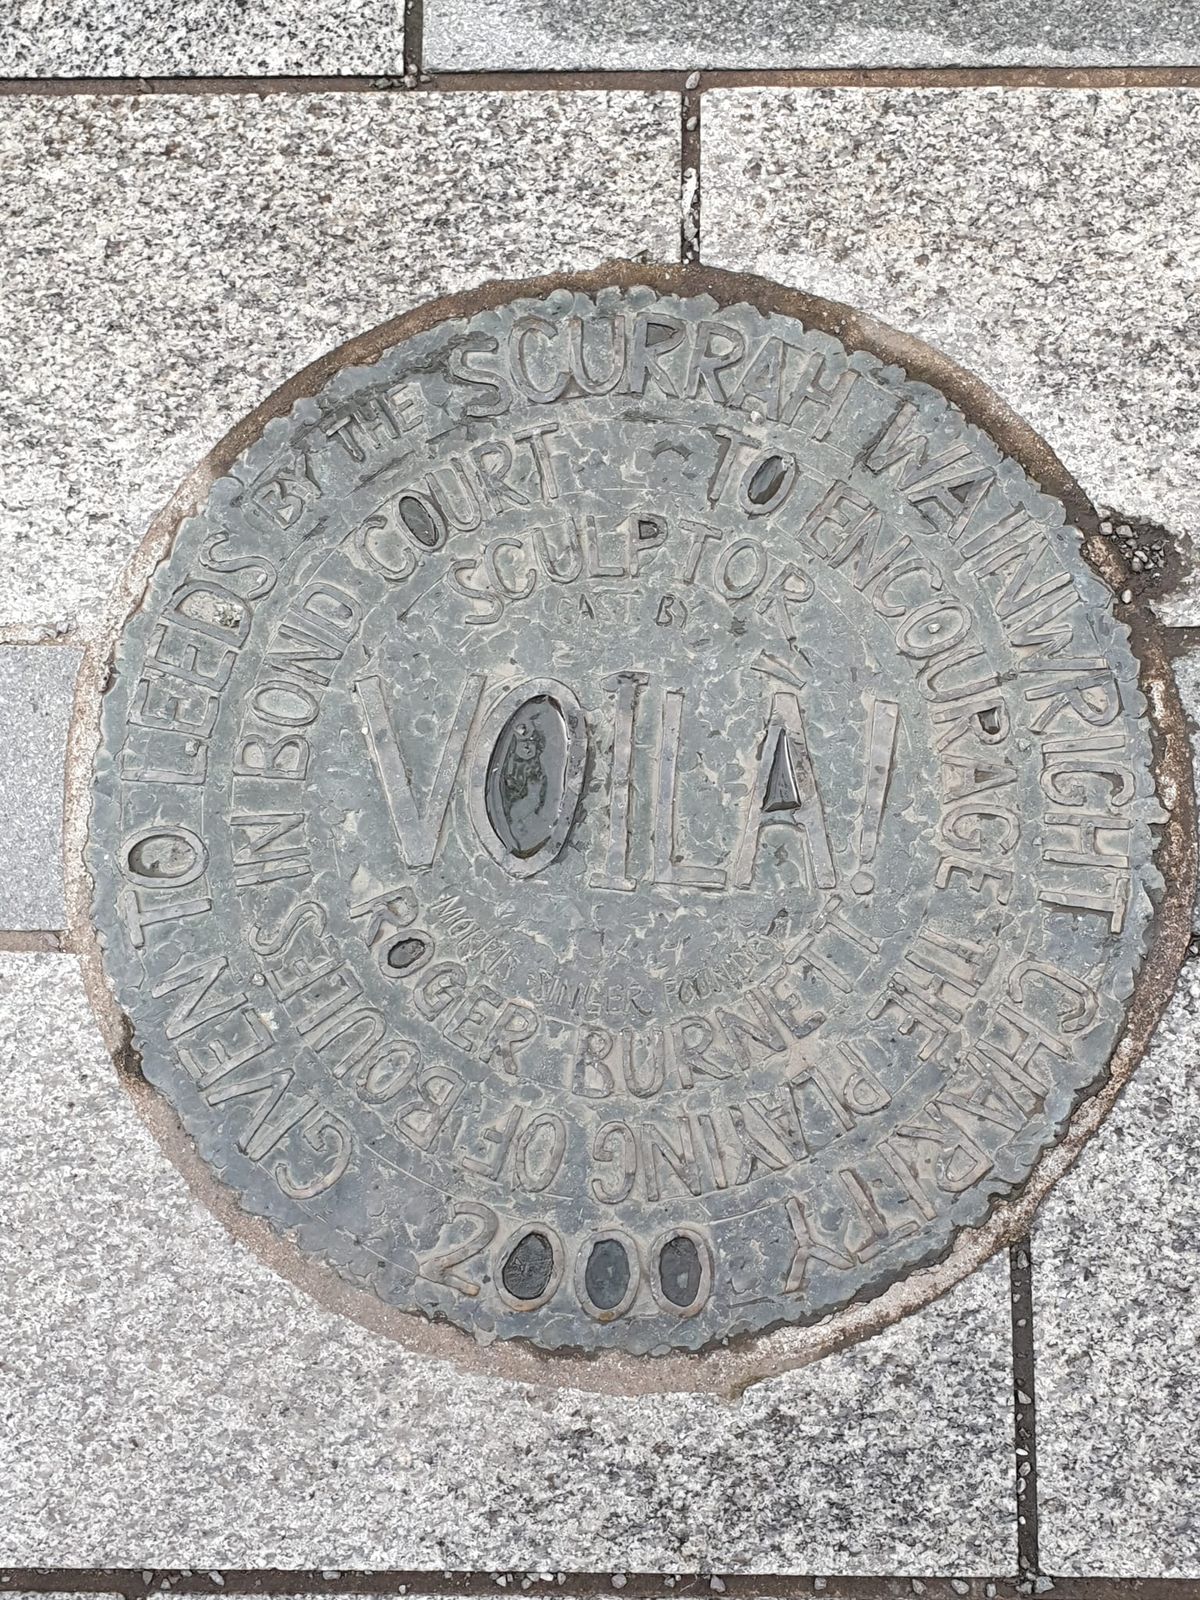 GIVEN TO LEEDS BY THE SCURRAH WAINWRIGHT CHARITY
2000
TO ENCOURAGE THE PLAYING OF BOULES IN BOND COURT
SCULPTOR
ROGER BURNETT
CAST BY
MORRIS SINGER FOUNDRY
VOILÀ!